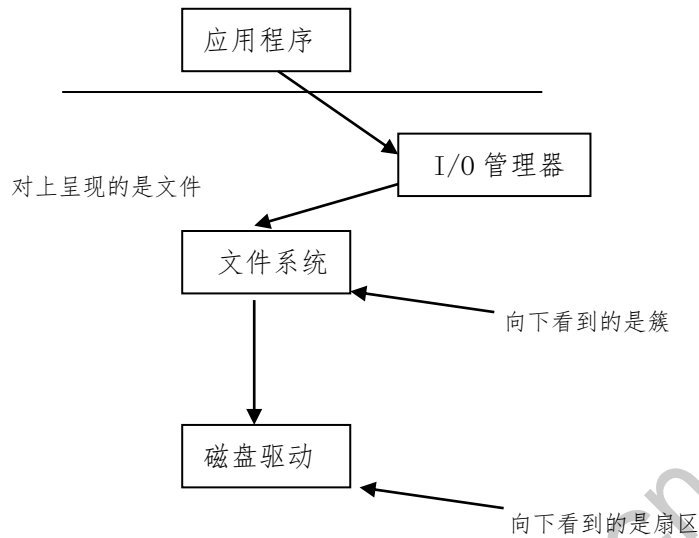 应用程序
I/O 管理器
对上呈现的是文件
文件系统
向下看到的是簇
磁盘驱动
向下看到的是扇区
cn